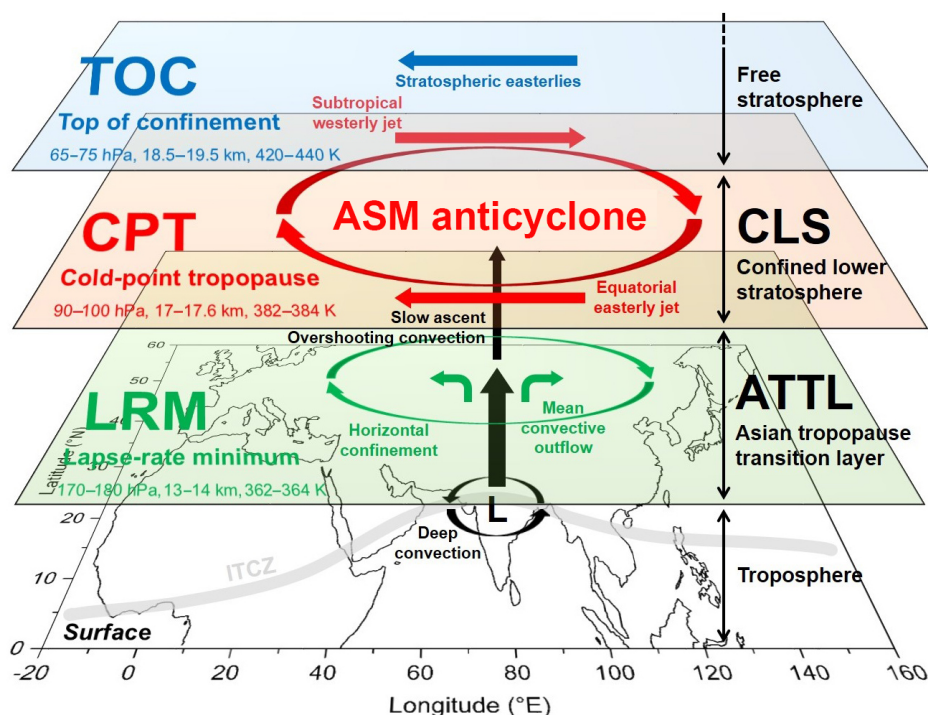 TOC
Top of confinement
65–75 hPa, 18.5–19.5 km, 420–440 K
Stratospheric easterlies
Subtropical
westerly jet
Free
stratosphere
CPT
Cold-point tropopause
90–100 hPa, 17–17.6 km, 382–384 K
ASM anticyclone
Equatorial
easterly jet
CLS
Confined lower
stratosphere
Slow ascent
Overshooting convection
LRM
Lapse-rate minimum
170–180 hPa, 13–14 km, 362–364 K
Horizontal
confinement
Mean
convective
outflow
ATTL
Asian tropopause
transition layer
L
Deep
convection
ITCZ
Troposphere
Surface
Latitude (°N)
60
50
40
30
20
10
0
-20
0
20
40
60
80
100
120
140
160
Longitude (°E)